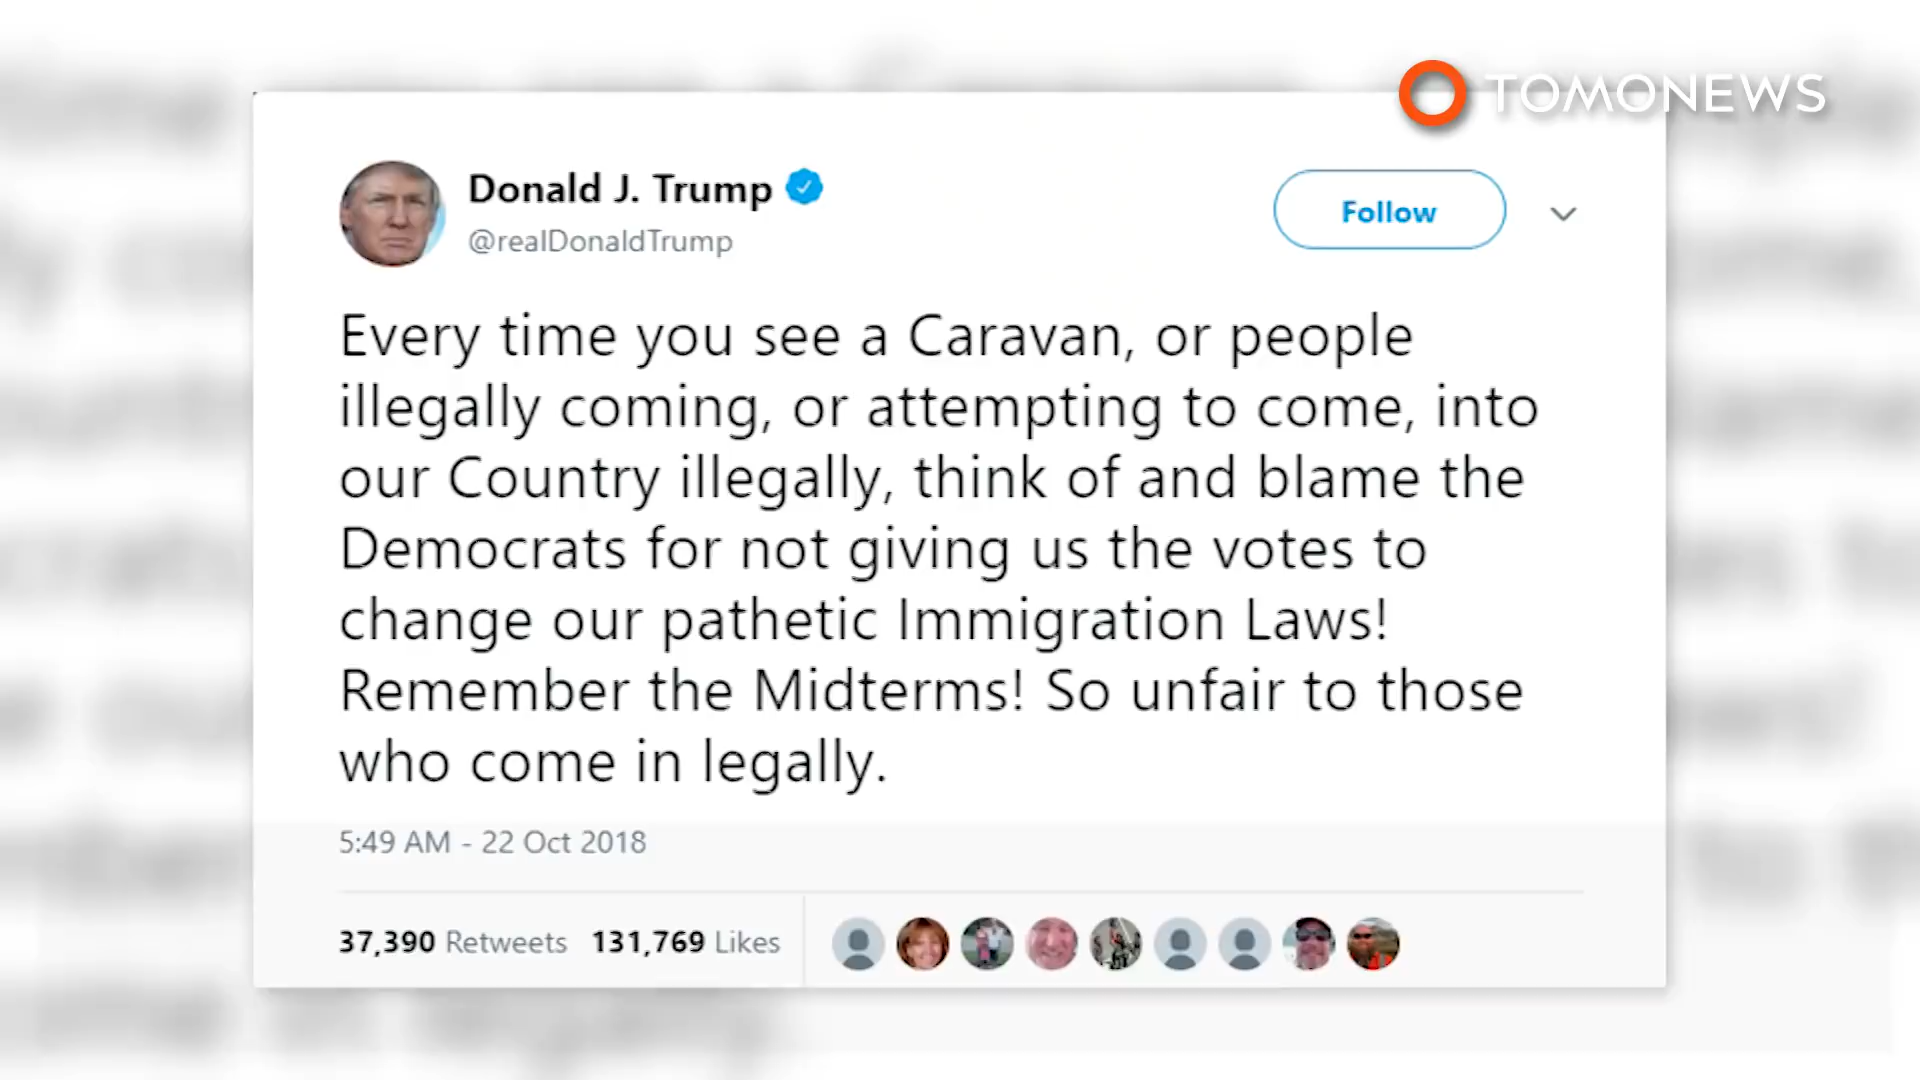 TOMONEWS
Donald J. Trump
@realDonaldTrump
Follow
Every time you see a Caravan, or people
illegally coming, or attempting to come, into
our Country illegally, think of and blame the
Democrats for not giving us the votes to
change our pathetic Immigration Laws!
Remember the Midterms! So unfair to those
who come in legally.
5:49 AM - 22 Oct 2018
37,390 Retweets 131,769 Likes